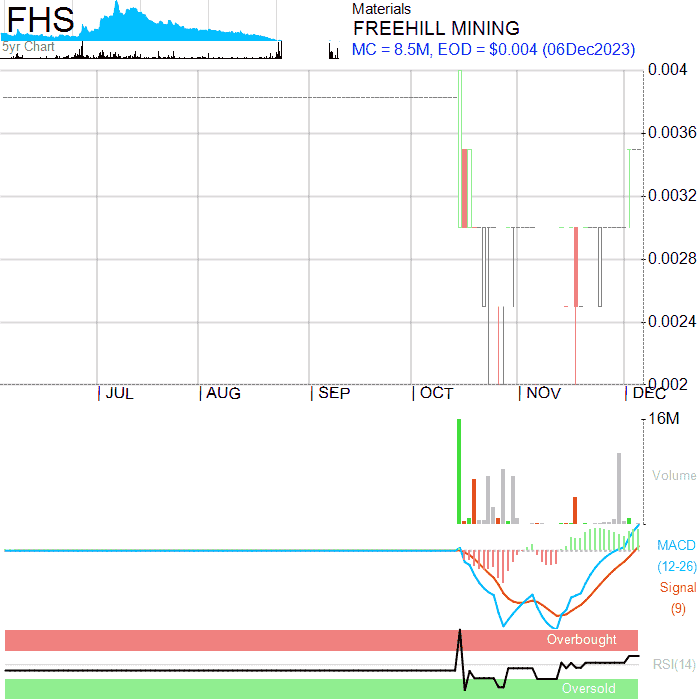 FHS
5yr Chart
Materials
FREEHILL MINING
MC = 8.5M, EOD = $0.004 (06Dec2023)
0.004
0.0036
0.0032
0.0028
0.0024
0.002
JUL
AUG
SEP
OCT
NOV
DEC
16M
Volume
MACD
(12-26)
Signal
(9)
Overbought
RSI(14)
Oversold